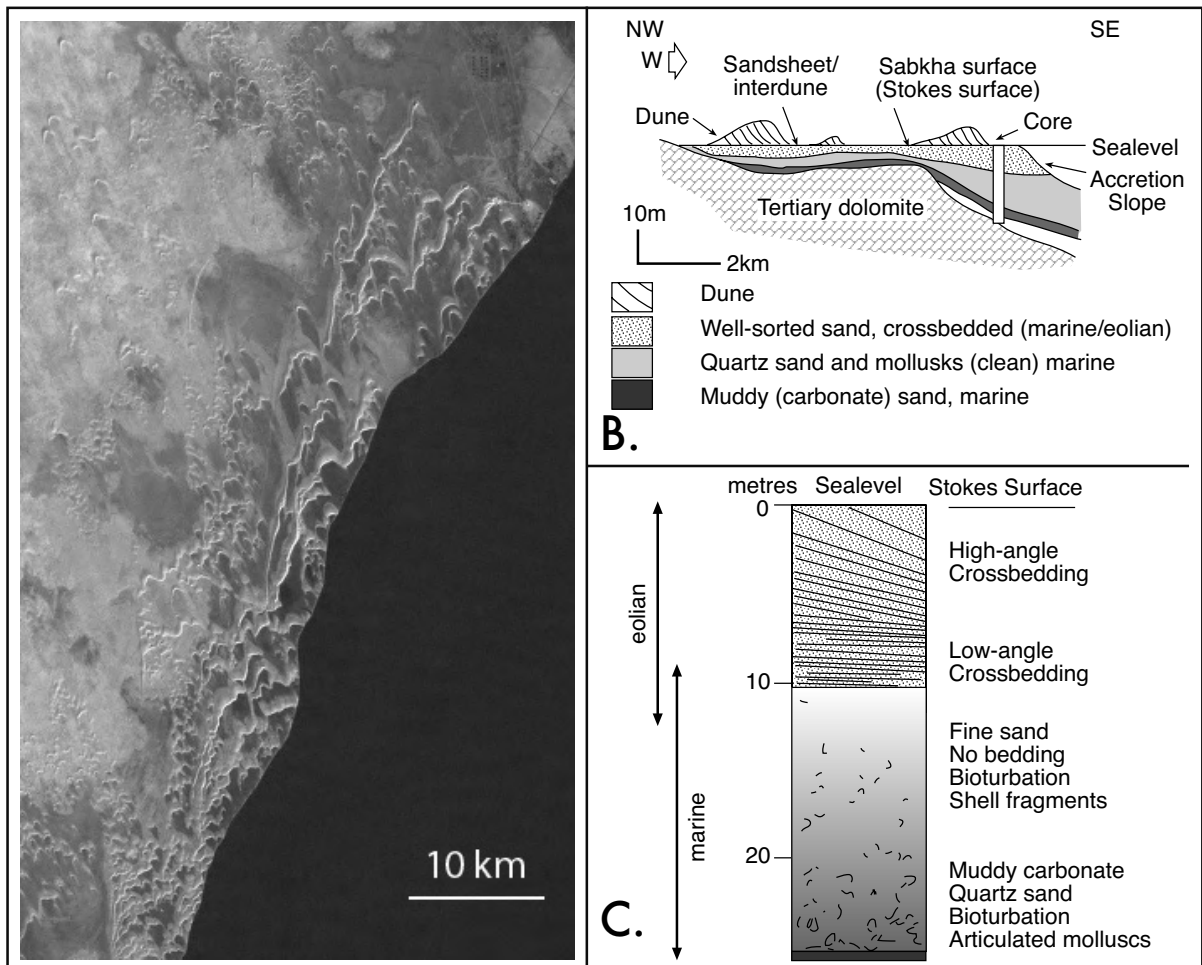 10 km
NW
SE
W
Sandsheet/
interdune
Sabkha surface
(Stokes surface)
Dune
Core
Sealevel
Accretion
Slope
Tertiary dolomite
10m
2km
Dune
Well-sorted sand, crossbedded (marine/eolian)
Quartz sand and mollusks (clean) marine
Muddy (carbonate) sand, marine
B.
metres Sealevel Stokes Surface
0
High-angle
Crossbedding
eolian
Low-angle
Crossbedding
10
Fine sand
No bedding
Bioturbation
Shell fragments
marine
20
Muddy carbonate
Quartz sand
Bioturbation
Articulated molluscs
C.